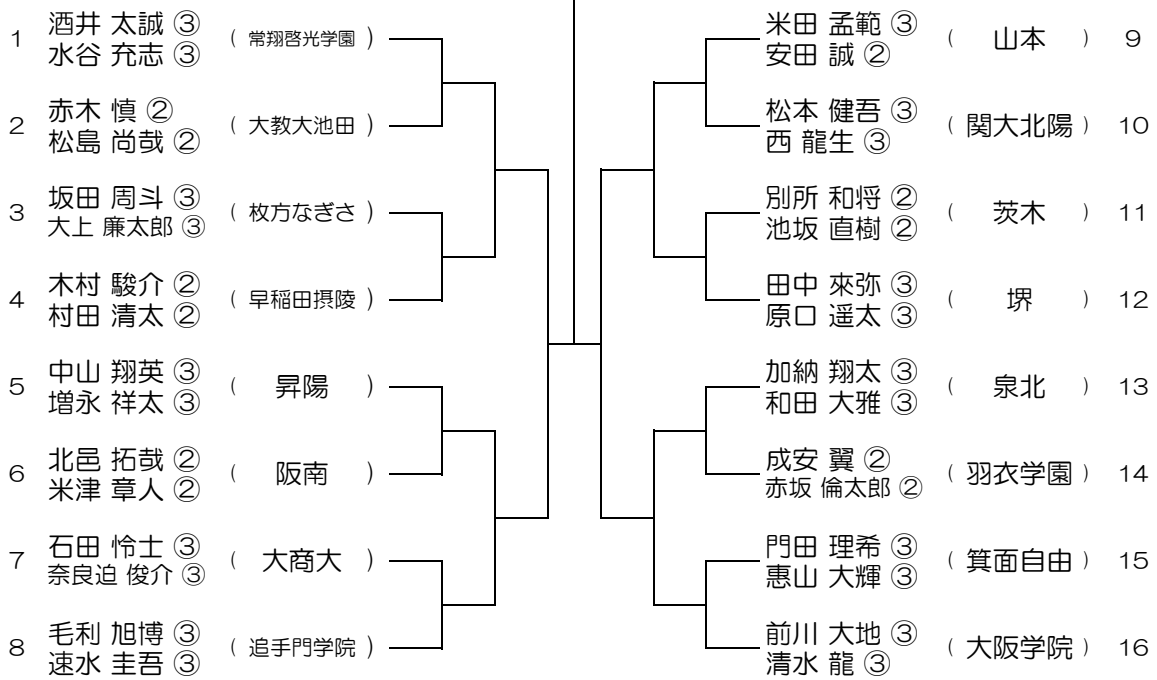 1 酒井 太誠 ③ 水谷 充志 ③ ( 常翔啓光学園 )
2 赤木 慎 ② 松島 尚哉 ② ( 大教大池田 )
3 坂田 周斗 ③ 大上 廉太郎 ③ ( 枚方なぎさ )
4 木村 駿介 ② 村田 清太 ② ( 早稲田摂陵 )
5 中山 翔英 ③ 増永 祥太 ③ ( 昇陽 )
6 北邑 拓哉 ② 米津 章人 ② ( 阪南 )
7 石田 怜士 ③ 奈良迫 俊介 ③ ( 大商大 )
8 毛利 旭博 ③ 速水 圭吾 ③ ( 追手門学院 )
米田 孟範 ③ 安田 誠 ② ( 山本 ) 9
松本 健吾 ③ 西 龍生 ③ ( 関大北陽 ) 10
別所 和将 ② 池坂 直樹 ② ( 茨木 ) 11
田中 來弥 ③ 原口 遥太 ③ ( 堺 ) 12
加納 翔太 ③ 和田 大雅 ③ ( 泉北 ) 13
成安 翼 ② 赤坂 倫太郎 ② ( 羽衣学園 ) 14
門田 理希 ③ 惠山 大輝 ③ ( 箕面自由 ) 15
前川 大地 ③ 清水 龍 ③ ( 大阪学院 ) 16